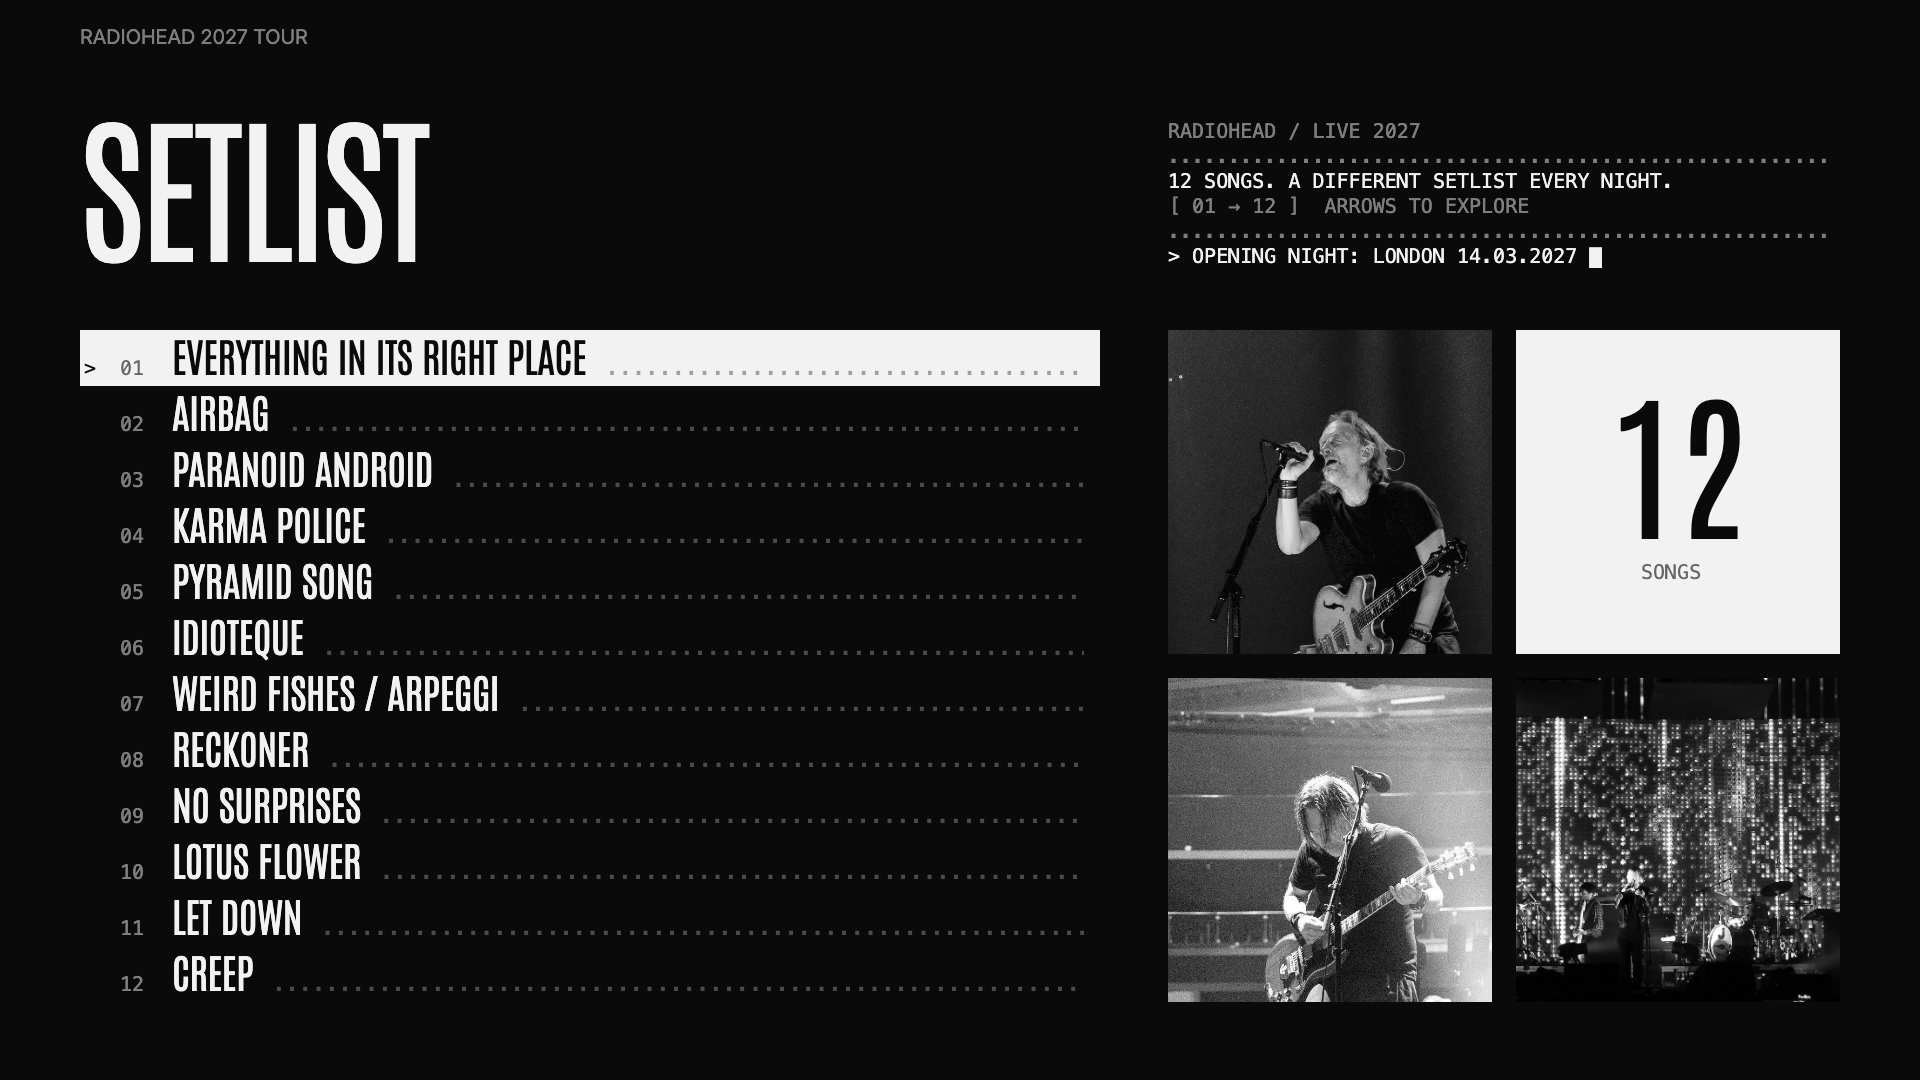 RADIOHEAD 2027 TOUR
SETLIST
RADIOHEAD / LIVE 2027
.......................................................
12 SONGS. A DIFFERENT SETLIST EVERY NIGHT.
[ 01 → 12 ]  ARROWS TO EXPLORE
.......................................................
> OPENING NIGHT: LONDON 14.03.2027
> 01 EVERYTHING IN ITS RIGHT PLACE ....................................
02 AIRBAG ............................................................
03 PARANOID ANDROID ................................................
04 KARMA POLICE .....................................................
05 PYRAMID SONG ....................................................
06 IDIOTEQUE ..........................................................
07 WEIRD FISHES / ARPEGGI ...........................................
08 RECKONER .........................................................
09 NO SURPRISES .....................................................
10 LOTUS FLOWER .....................................................
11 LET DOWN ..........................................................
12 CREEP .............................................................
12
SONGS